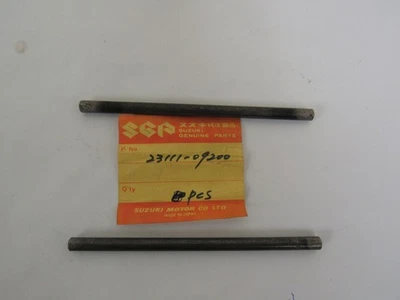 SGP
SUZUKI
GENUINE PARTS
P No
23111-09200
Q'ty
PCS
SUZUKI MOTOR CO LTD